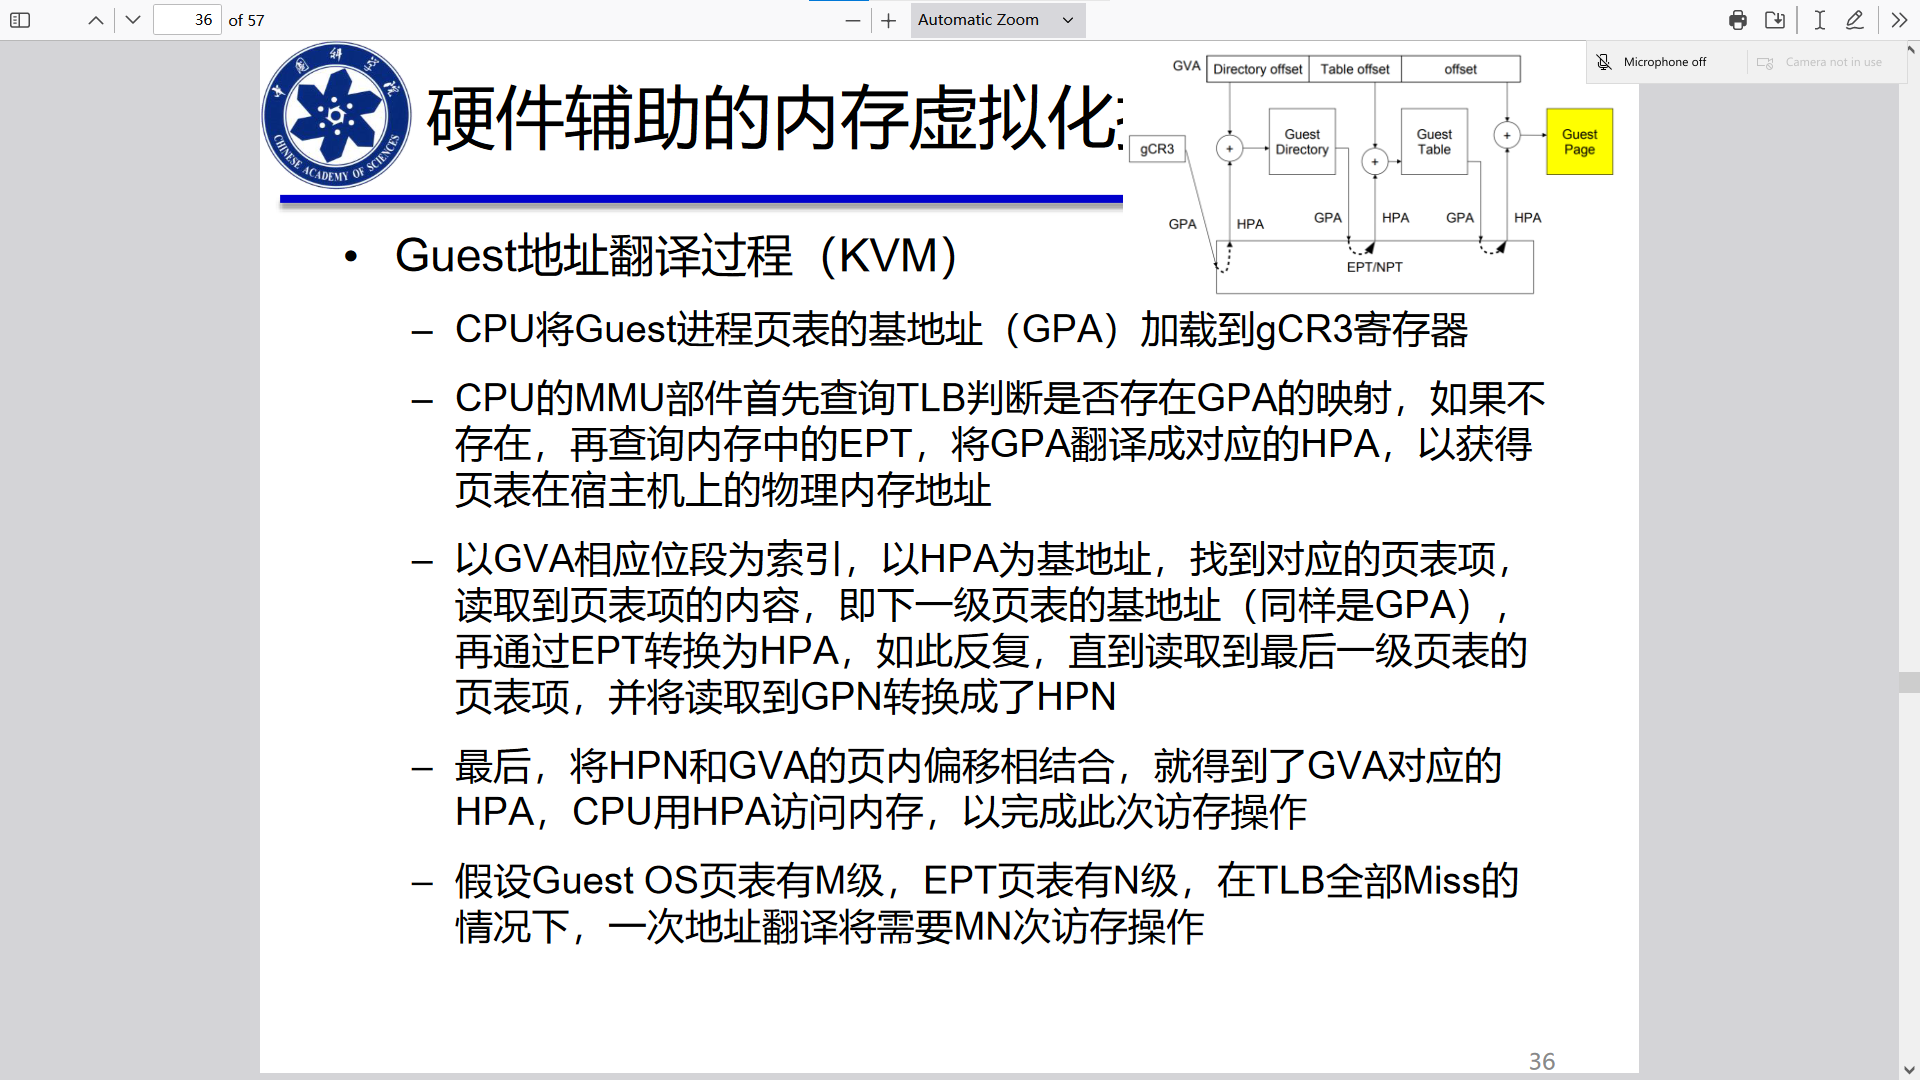 36 of 57
Automatic Zoom
Microphone off
Camera not in use
中国科学院
CHINESE ACADEMY OF SCIENCES
硬件辅助的内存虚拟化
GVA
Directory offset
Table offset
offset
gCR3
+
Guest
Directory
+
Guest
Table
+
Guest
Page
GPA
HPA
GPA
HPA
GPA
HPA
EPT/NPT
• Guest地址翻译过程（KVM）
– CPU将Guest进程页表的基地址（GPA）加载到gCR3寄存器
– CPU的MMU部件首先查询TLB判断是否存在GPA的映射，如果不
存在，再查询内存中的EPT，将GPA翻译成对应的HPA，以获得
页表在宿主机上的物理内存地址
– 以GVA相应位段为索引，以HPA为基地址，找到对应的页表项，
读取到页表项的内容，即下一级页表的基地址（同样是GPA），
再通过EPT转换为HPA，如此反复，直到读取到最后一级页表的
页表项，并将读取到GPN转换成了HPN
– 最后，将HPN和GVA的页内偏移相结合，就得到了GVA对应的
HPA，CPU用HPA访问内存，以完成此次访存操作
– 假设Guest OS页表有M级，EPT页表有N级，在TLB全部Miss的
情况下，一次地址翻译将需要MN次访存操作
36